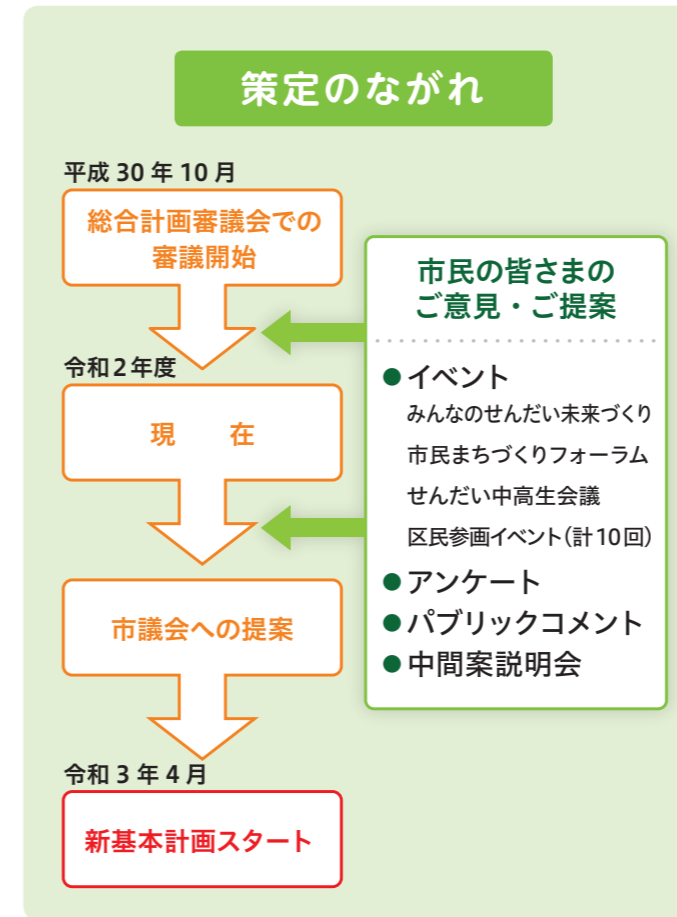 策定のながれ
平成30年10月
総合計画審議会での
審議開始
令和2年度
現　在
市議会への提案
令和3年4月
新基本計画スタート
市民の皆さまの
ご意見・ご提案
●イベント
みんなのせんだい未来づくり
市民まちづくりフォーラム
せんだい中高生会議
区民参画イベント(計10回)
●アンケート
●パブリックコメント
●中間案説明会